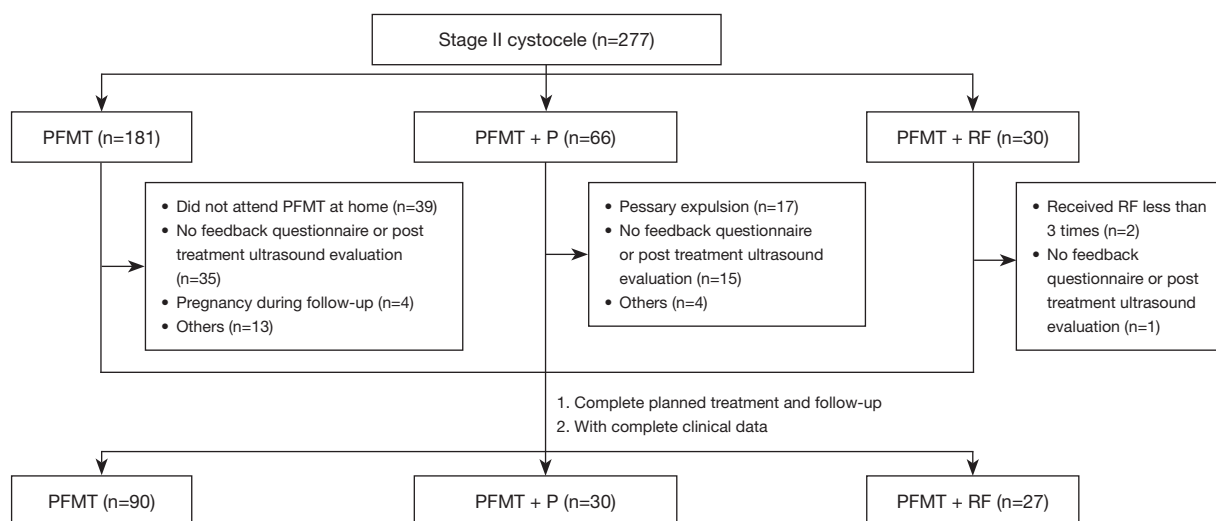 Stage II cystocele (n=277)
PFMT (n=181)
PFMT + P (n=66)
PFMT + RF (n=30)
• Did not attend PFMT at home (n=39)
• No feedback questionnaire or post
treatment ultrasound evaluation
(n=35)
• Pregnancy during follow-up (n=4)
• Others (n=13)
• Pessary expulsion (n=17)
• No feedback questionnaire
or post treatment ultrasound
evaluation (n=15)
• Others (n=4)
• Received RF less than
3 times (n=2)
• No feedback
questionnaire or post
treatment ultrasound
evaluation (n=1)
1. Complete planned treatment and follow-up
2. With complete clinical data
PFMT (n=90)
PFMT + P (n=30)
PFMT + RF (n=27)